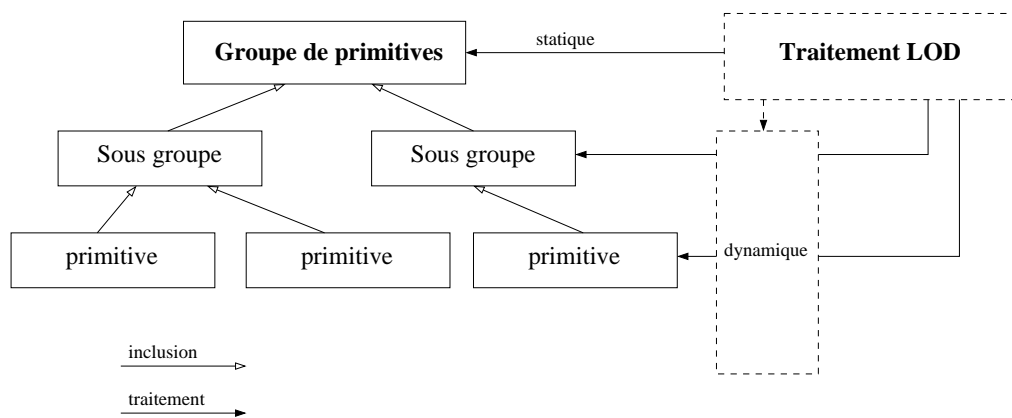 Groupe de primitives
statique
Traitement LOD
Sous groupe
Sous groupe
primitive
primitive
primitive
dynamique
inclusion
traitement